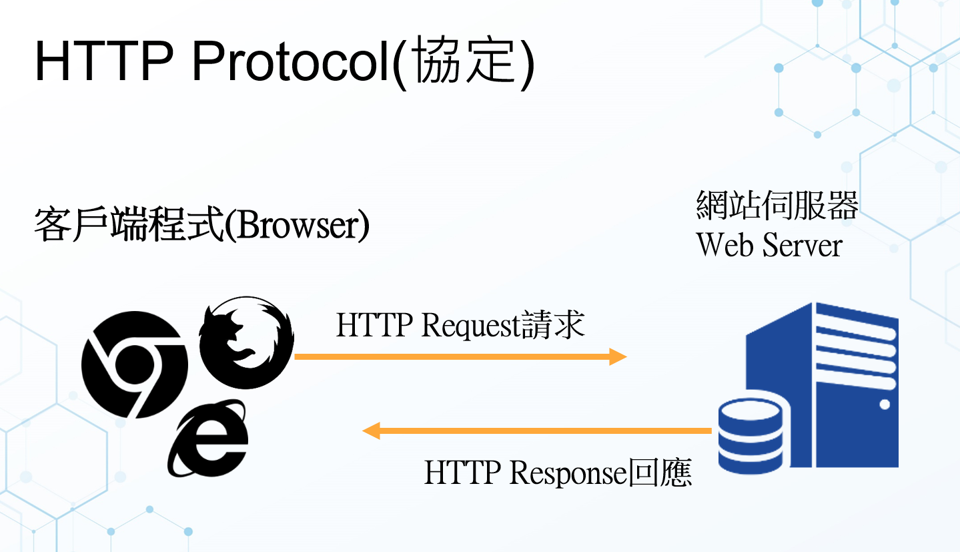 HTTP Protocol(協定)
客戶端程式(Browser)
網站伺服器
Web Server
HTTP Request請求
HTTP Response回應